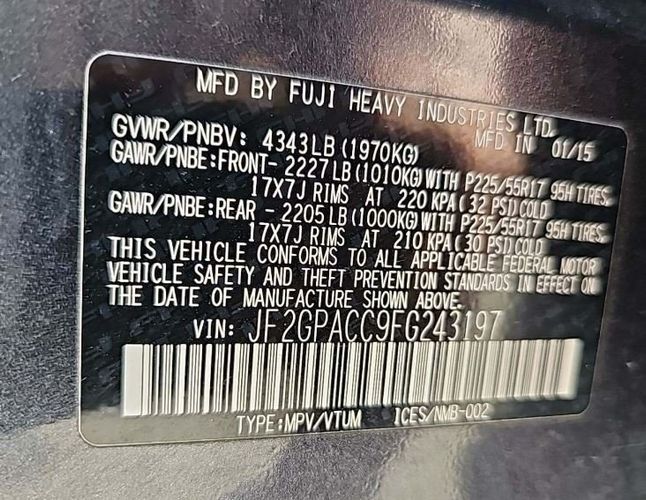 MFD BY FUJI HEAVY INDUSTRIES LTD.
MFD IN 01/15
GVWR/PNBV: 4343LB (1970KG)
GAWR/PNBE:FRONT- 2227LB(1010KG)WITH P225/55R17 95H TIRES,
17X7J RIMS AT 220 KPA(32 PSI)COLD
GAWR/PNBE:REAR - 2205LB(1000KG)WITH P225/55R17 95H TIRES,
17X7J RIMS AT 210 KPA(30 PSI)COLD
THIS VEHICLE CONFORMS TO ALL APPLICABLE FEDERAL MOTOR
VEHICLE SAFETY AND THEFT PREVENTION STANDARDS IN EFFECT ON
THE DATE OF MANUFACTURE SHOWN ABOVE.
VIN: JF2GPACC9FG243197
TYPE:MPV/VTUM ICES/NMB-002